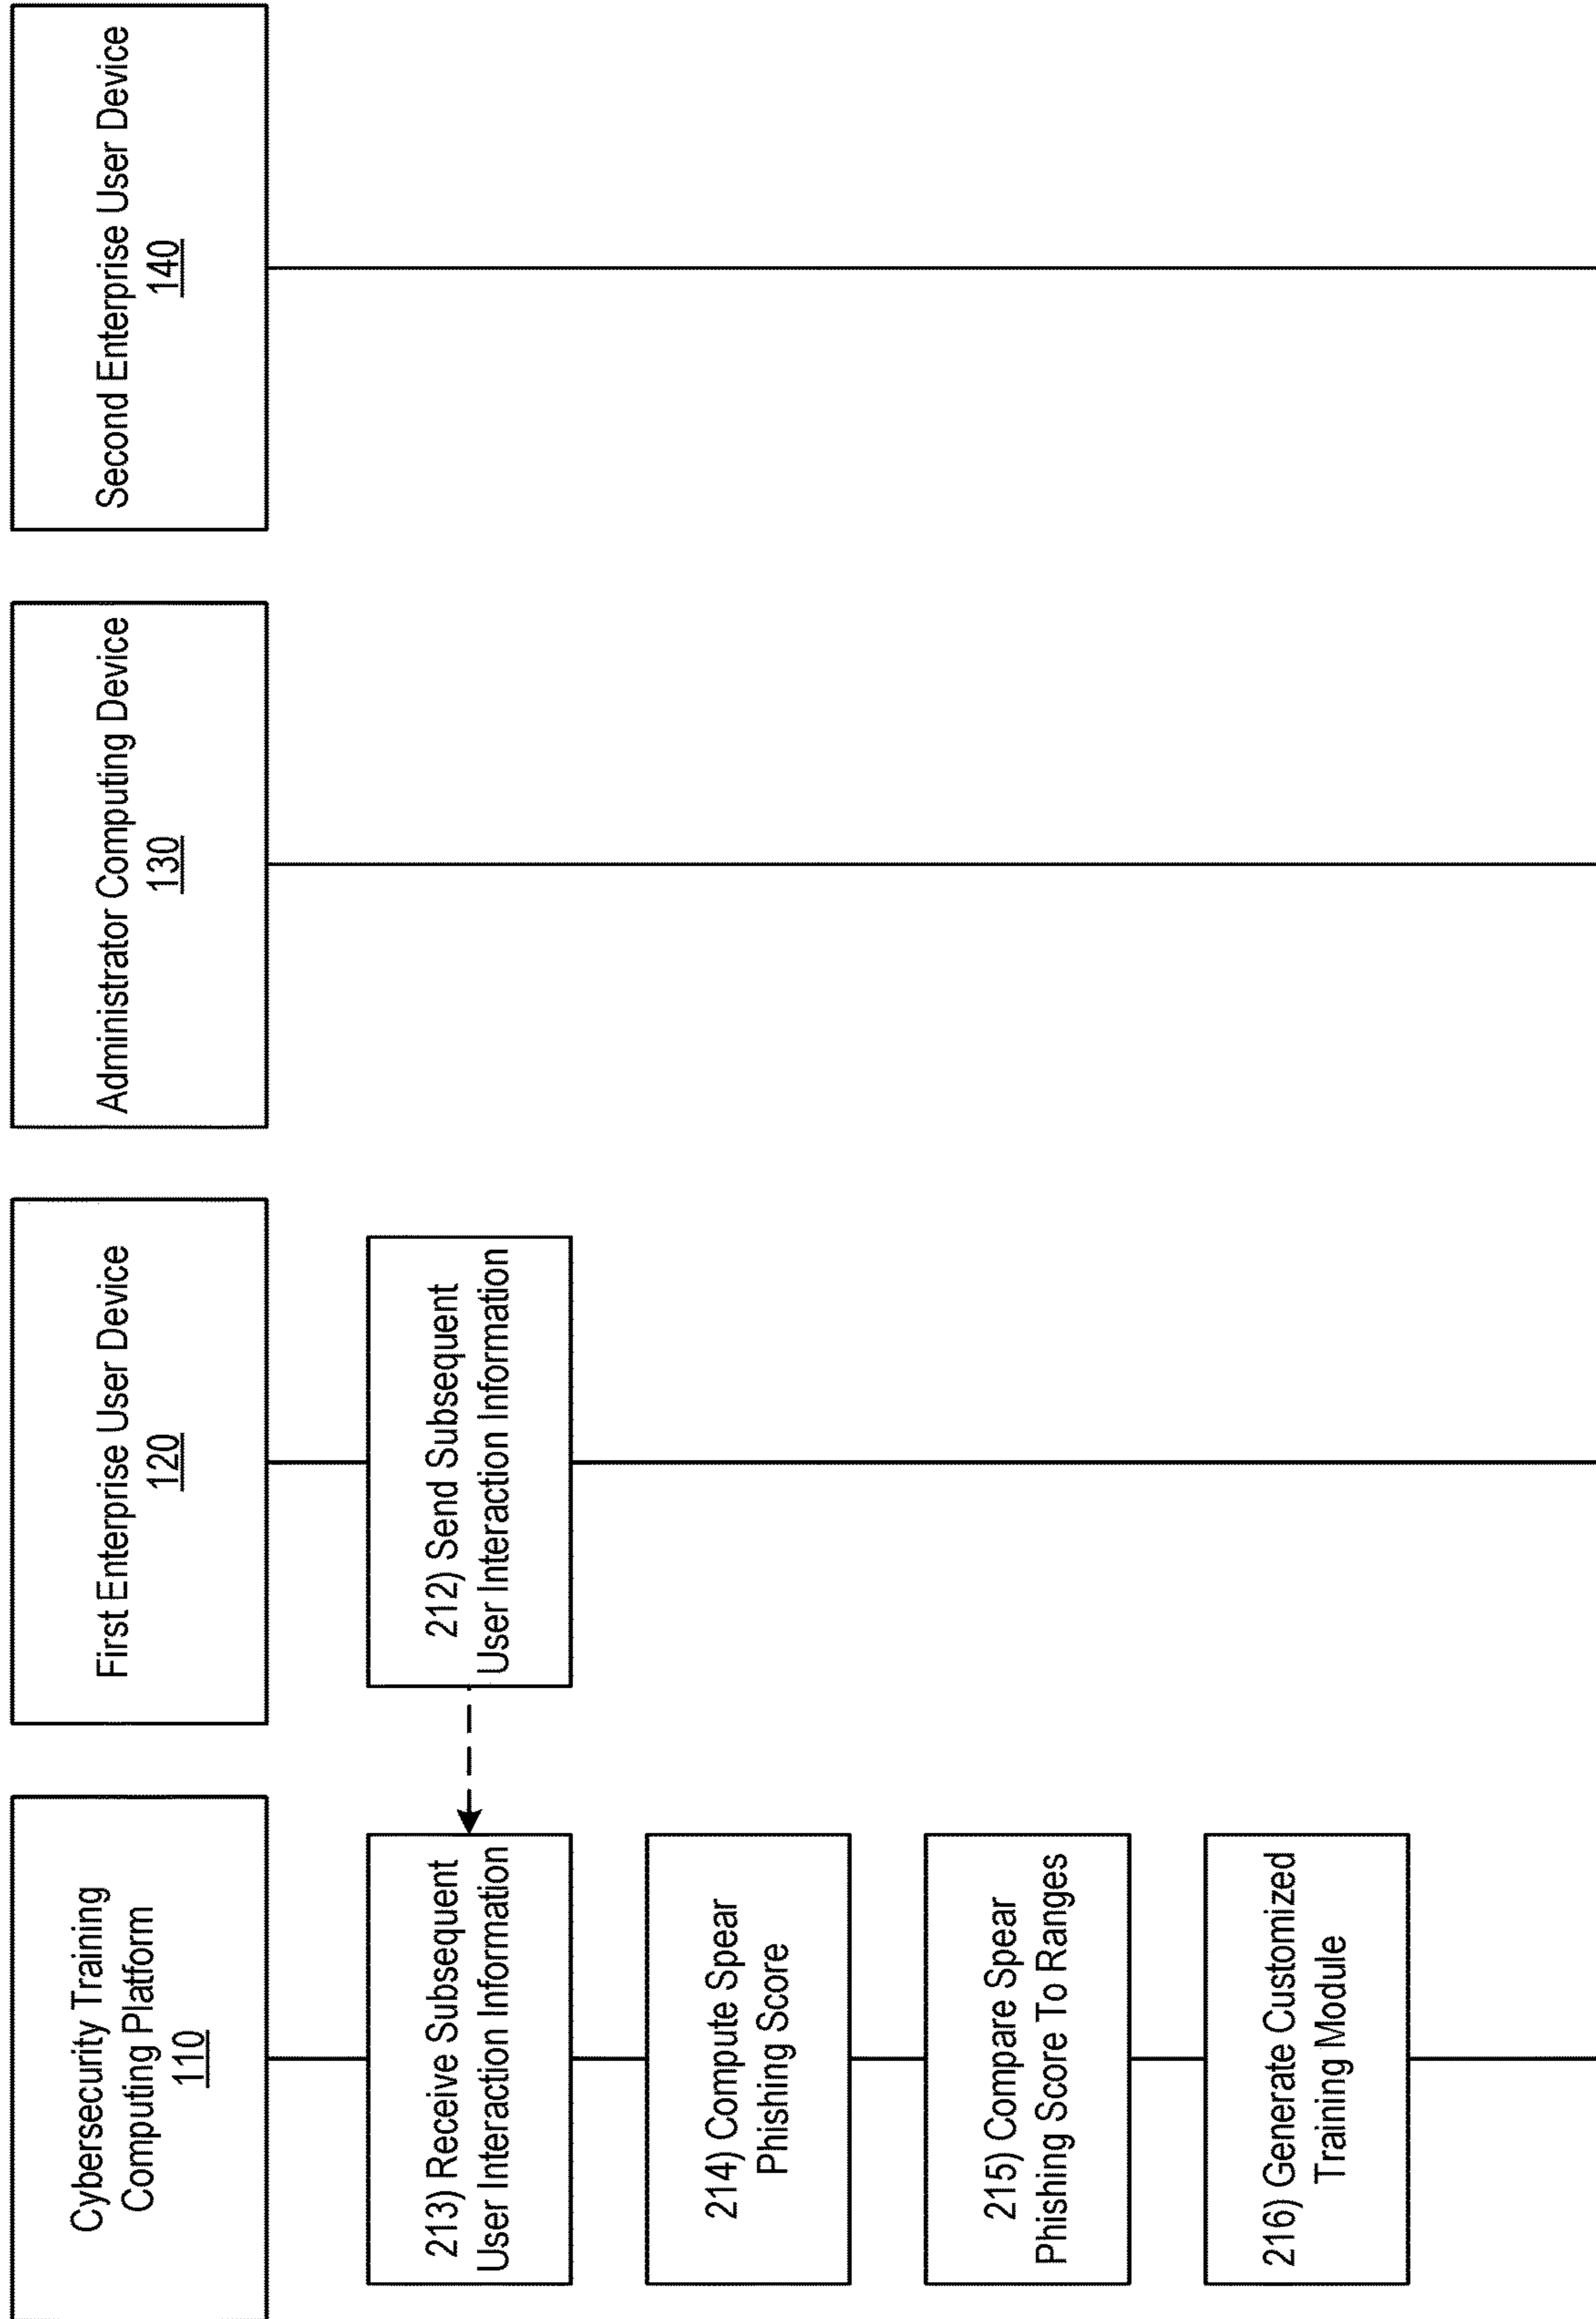 Cybersecurity Training
Computing Platform
110
First Enterprise User Device
120
Administrator Computing Device
130
Second Enterprise User Device
140
212) Send Subsequent
User Interaction Information
213) Receive Subsequent
User Interaction Information
214) Compute Spear
Phishing Score
215) Compare Spear
Phishing Score To Ranges
216) Generate Customized
Training Module